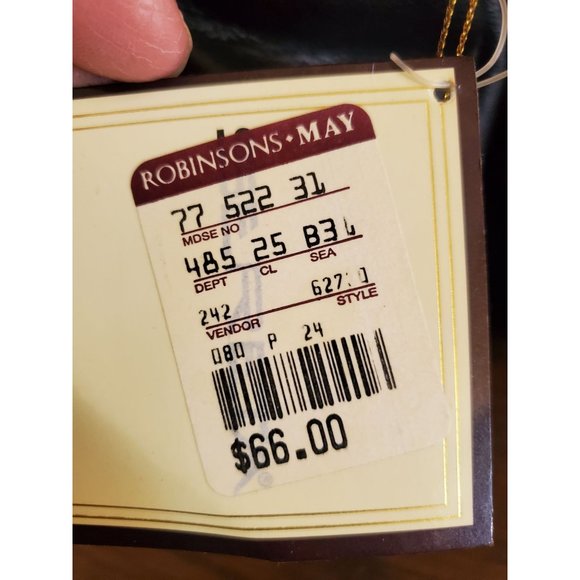 ROBINSONS • MAY
77 522 31
MDSE NO
485 25
DEPT CL SEA
242
VENDOR STYLE
080 P 24
$66.00